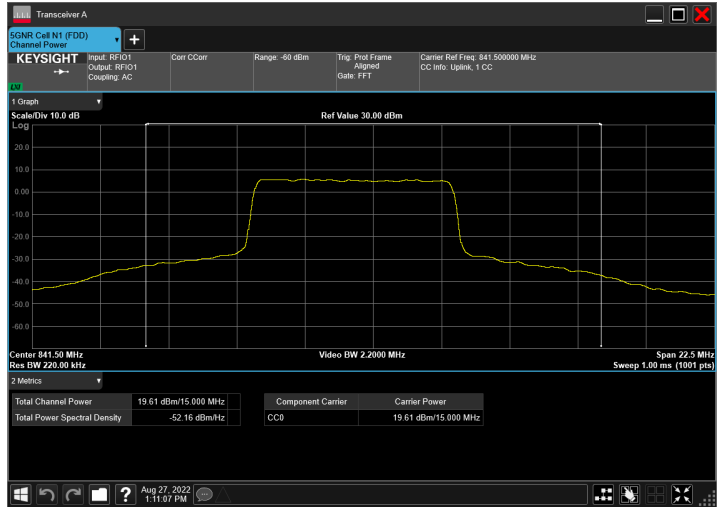 Transceiver A
5GNR Cell N1 (FDD)
Channel Power
KEYSIGHT
LXI
Input: RFIO1
Output: RFIO1
Coupling: AC
Corr CCorr
Range: -60 dBm
Trig: Prot Frame
Aligned
Gate: FFT
Carrier Ref Freq: 841.500000 MHz
CC Info: Uplink, 1 CC
1 Graph
Scale/Div 10.0 dB
Ref Value 30.00 dBm
Log
20.0
10.0
0.00
-10.0
-20.0
-30.0
-40.0
-50.0
-60.0
Center 841.50 MHz
Video BW 2.2000 MHz
Span 22.5 MHz
Res BW 220.00 kHz
Sweep 1.00 ms (1001 pts)
2 Metrics
Total Channel Power 19.61 dBm/15.000 MHz
Total Power Spectral Density -52.16 dBm/Hz
Component Carrier Carrier Power
CC0 19.61 dBm/15.000 MHz
Aug 27, 2022
1:11:07 PM